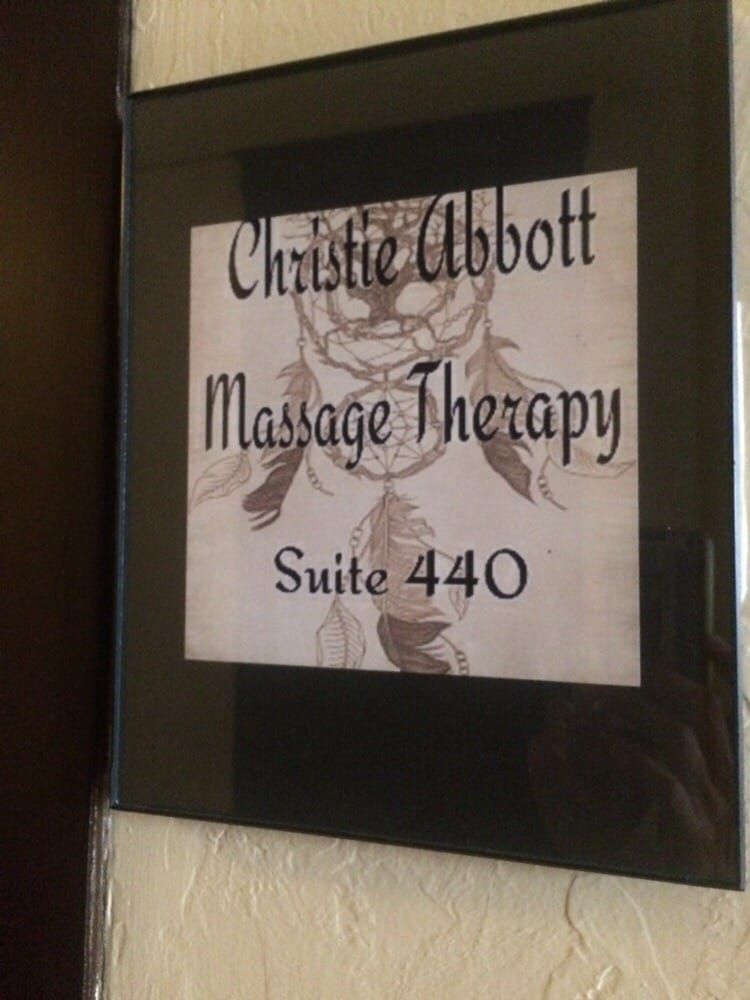 Christie Abbott
Massage Therapy
Suite 440